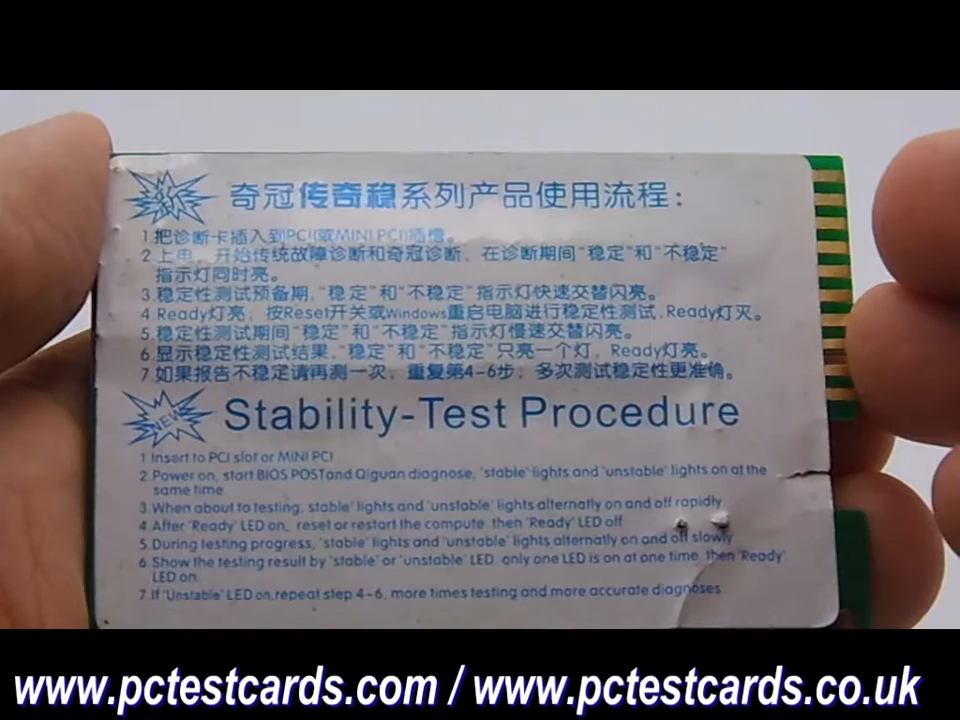 新
奇冠传奇稳系列产品使用流程：
1.把诊断卡插入到PCI(或MINI PCI)插槽。
2.上电，开始传统故障诊断和奇冠诊断，在诊断期间“稳定”和“不稳定”
指示灯同时亮。
3.稳定性测试预备期，“稳定”和“不稳定”指示灯快速交替闪亮。
4.Ready灯亮，按Reset开关或Windows重启电脑进行稳定性测试，Ready灯灭。
5.稳定性测试期间“稳定”和“不稳定”指示灯慢速交替闪亮。
6.显示稳定性测试结果，“稳定”和“不稳定”只亮一个灯，Ready灯亮。
7.如果报告不稳定请再测一次，重复第4-6步；多次测试稳定性更准确。
NEW
Stability-Test Procedure
1.Insert to PCI slot or MINI PCI
2.Power on, start BIOS POSTand Qiguan diagnose, 'stable' lights and 'unstable' lights on at the
same time.
3.When about to testing, stable' lights and 'unstable' lights alternatly on and off rapidly
4.After 'Ready' LED on, reset or restart the compute, then 'Ready' LED off
5.During testing progress, 'stable' lights and 'unstable' lights alternatly on and off slowly
6.Show the testing result by 'stable' or 'unstable' LED, only one LED is on at one time, then 'Ready'
LED on.
7.If 'Unstable' LED on,repeat step 4-6, more times testing and more accurate diagnoses
www.pctestcards.com / www.pctestcards.co.uk